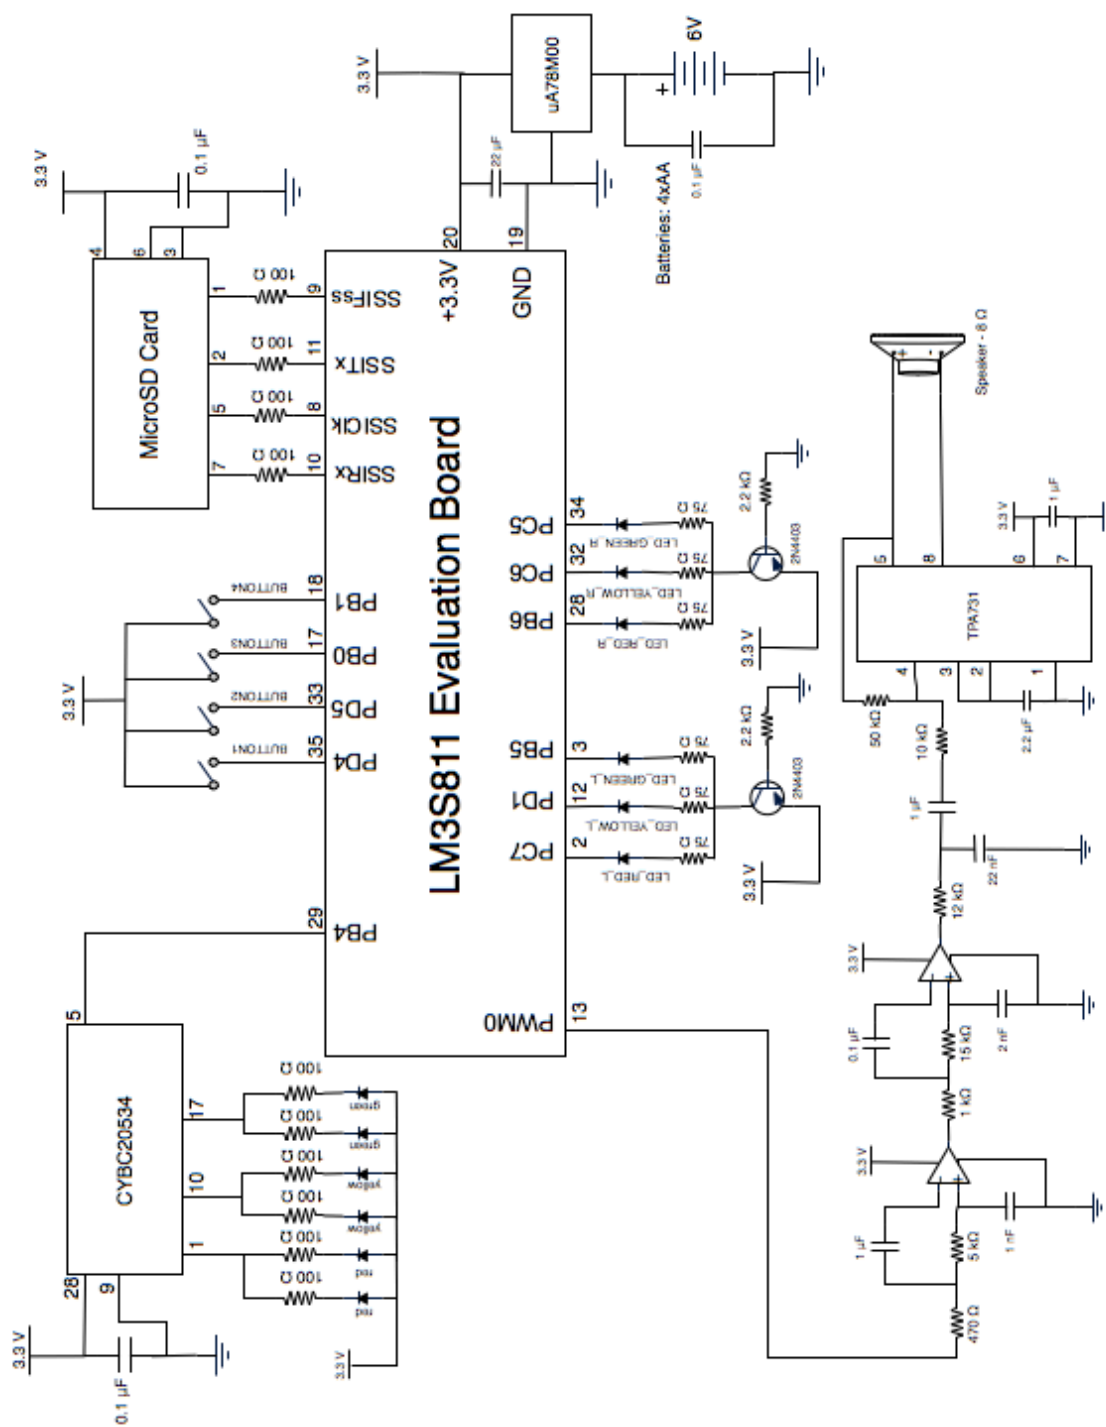 3.3 V
0.1 µF
28
9
CYBC20534
5
1
10
17
100 Ω
100 Ω
100 Ω
100 Ω
100 Ω
100 Ω
red
red
yellow
yellow
green
green
3.3 V
3.3 V
BUTTON1
BUTTON2
BUTTON3
BUTTON4
35
33
17
18
MicroSD Card
4
6
3
3.3 V
0.1 µF
7
5
2
1
100 Ω
100 Ω
100 Ω
100 Ω
10
8
11
9
29
PB4
PD4
PD5
PB0
PB1
SSIRx
SSIClk
SSITx
SSIFss
LM3S811 Evaluation Board
+3.3V
20
GND
19
3.3 V
22 µF
uA78M00
6V
+
0.1 µF
Batteries: 4xAA
PWM0
13
PC7
PD1
PB5
PB6
PC6
PC5
2
12
3
28
32
34
LED_RED_L
LED_YELLOW_L
LED_GREEN_L
LED_RED_R
LED_YELLOW_R
LED_GREEN_R
75 Ω
75 Ω
75 Ω
75 Ω
75 Ω
75 Ω
3.3 V
2N4403
2.2 kΩ
3.3 V
2N4403
2.2 kΩ
470 Ω
1 µF
5 kΩ
1 nF
3.3 V
-
+
1 kΩ
0.1 µF
15 kΩ
2 nF
3.3 V
-
+
12 kΩ
22 nF
1 µF
10 kΩ
50 kΩ
2.2 µF
4
3
2
1
TPA731
5
8
6
7
3.3 V
1 µF
+
-
Speaker - 8 Ω